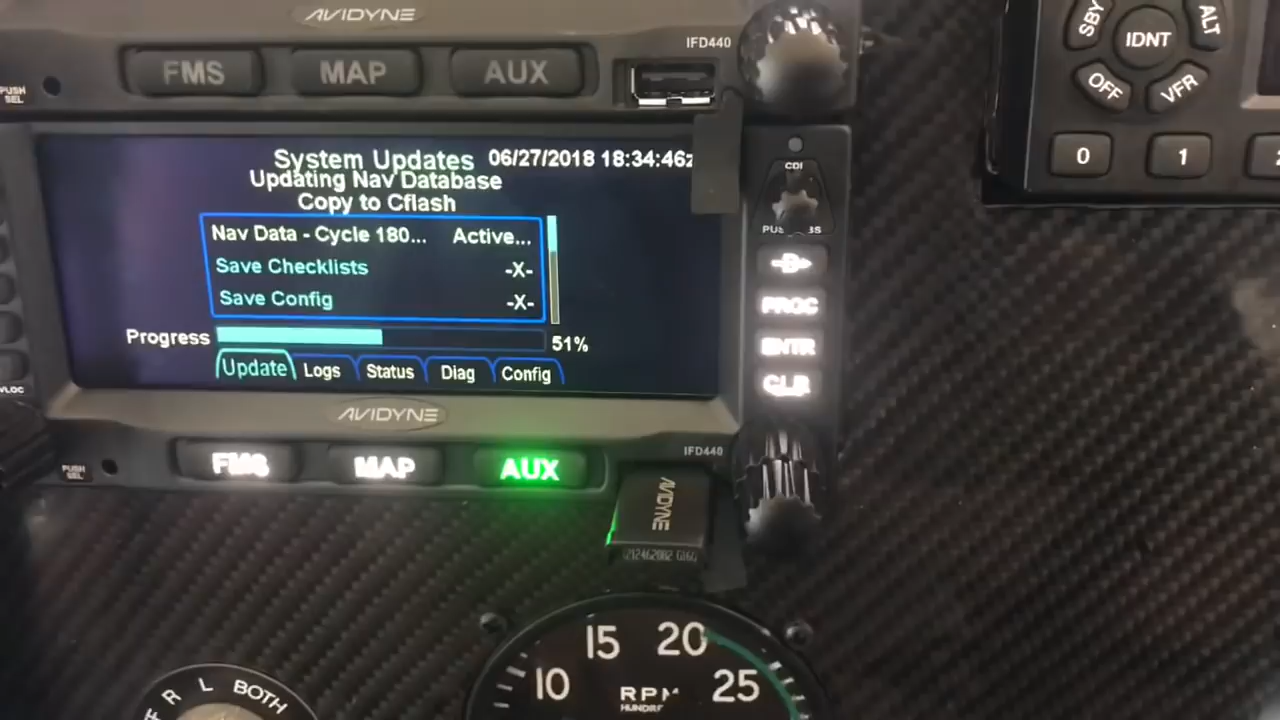 AVIDYNE
IFD440
FMS MAP AUX
PUSH
SEL
SBY
ALT
IDNT
OFF
VFR
0 1
System Updates 06/27/2018 18:34:46z
Updating Nav Database
Copy to Cflash
Nav Data - Cycle 180... Active...
Save Checklists -X-
Save Config -X-
Progress 51%
Update Logs Status Diag Config
CDI
D
PROC
ENTR
CLR
VLOC
AVIDYNE
IFD440
PUSH
SEL
FMS MAP AUX
AVIDYNE
15 20
10 25
RPM
R L BOTH